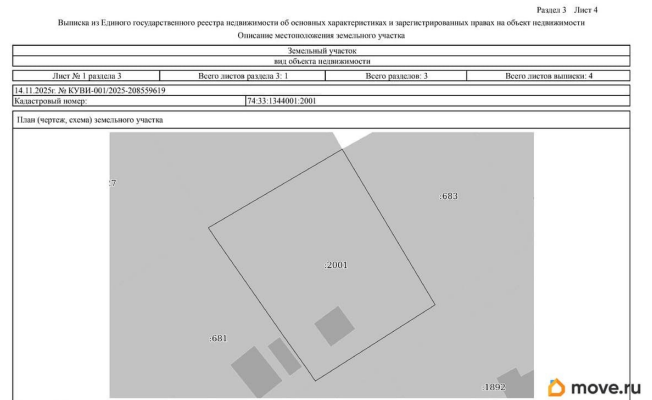 Раздел 3 Лист 4
Выписка из Единого государственного реестра недвижимости об основных характеристиках и зарегистрированных правах на объект недвижимости
Описание местоположения земельного участка
Земельный участок
вид объекта недвижимости
Лист № 1 раздела 3 Всего листов раздела 3: 1 Всего разделов: 3 Всего листов выписки: 4
14.11.2025г. № КУВИ-001/2025-208559619
Кадастровый номер: 74:33:1344001:2001
План (чертеж, схема) земельного участка
:683
:2001
:681
:1892
move.ru